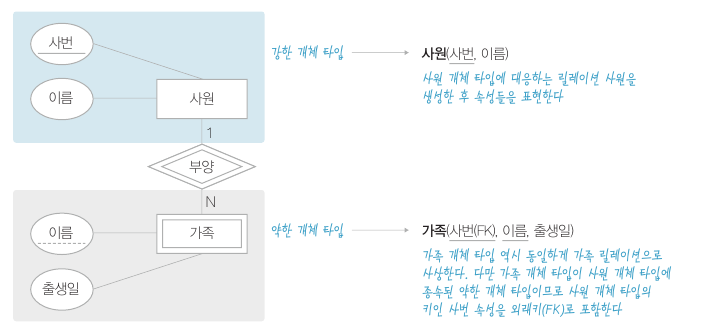 사번
이름
사원
1
부양
N
이름
가족
출생일
강한 개체 타입
사원(사번, 이름)
사원 개체 타입에 대응하는 릴레이션 사원을
생성한 후 속성들을 표현한다
약한 개체 타입
가족(사번(FK), 이름, 출생일)
가족 개체 타입 역시 동일하게 가족 릴레이션으로
사상한다. 다만 가족 개체 타입이 사원 개체 타입에
종속된 약한 개체 타입이므로 사원 개체 타입의
키인 사번 속성을 외래키(FK)로 포함한다